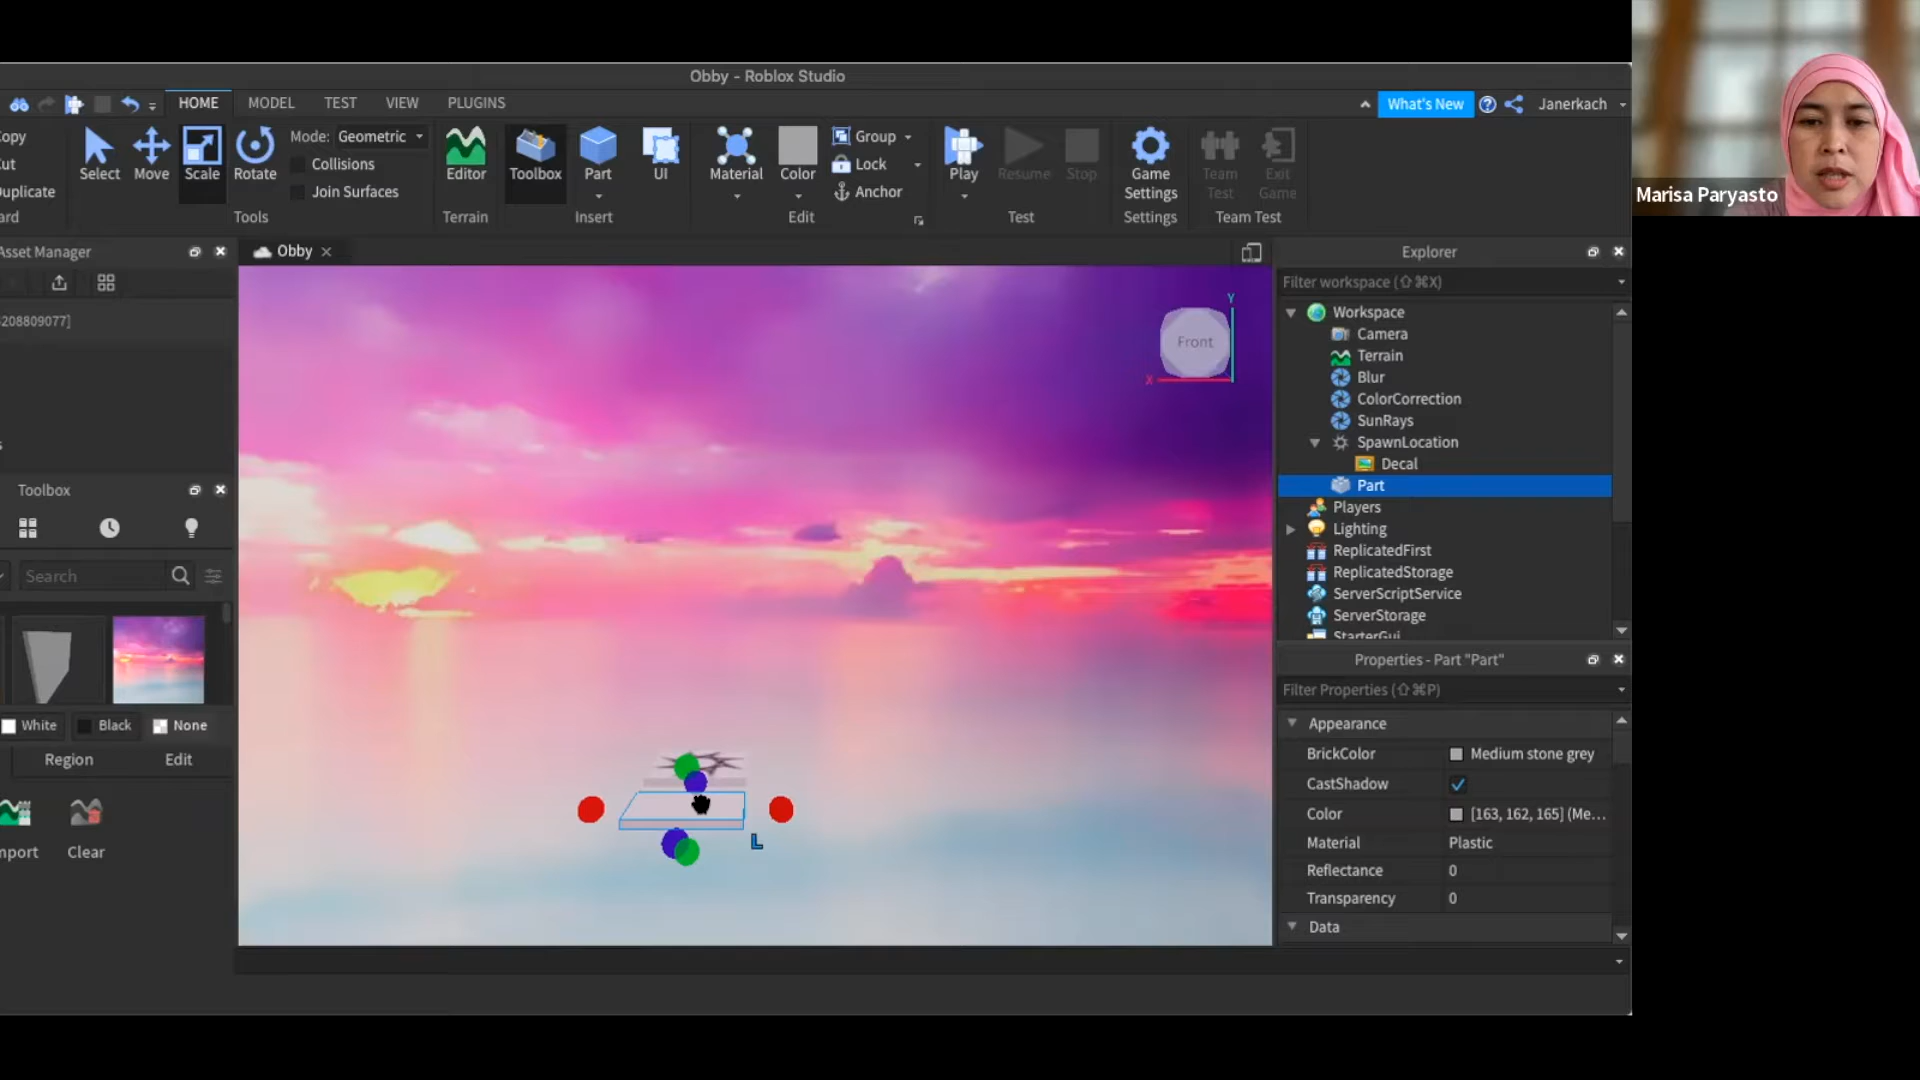 Obby - Roblox Studio
HOME MODEL TEST VIEW PLUGINS
What's New Janerkach
opy
ut
uplicate
ard
Select Move Scale Rotate
Mode: Geometric
Collisions
Join Surfaces
Tools
Editor
Terrain
Toolbox Part UI
Insert
Material Color
Group
Lock
Anchor
Edit
Play Resume Stop
Test
Game Settings
Settings
Team Test
Exit Game
Team Test
Marisa Paryasto
Asset Manager
208809077]
s
Toolbox
Search
White Black None
Region Edit
mport Clear
Obby
Front
Y
X
L
Explorer
Filter workspace (⇧⌘X)
Workspace
Camera
Terrain
Blur
ColorCorrection
SunRays
SpawnLocation
Decal
Part
Players
Lighting
ReplicatedFirst
ReplicatedStorage
ServerScriptService
ServerStorage
StarterGui
Properties - Part "Part"
Filter Properties (⇧⌘P)
Appearance
BrickColor Medium stone grey
CastShadow
Color [163, 162, 165] (Me...
Material Plastic
Reflectance 0
Transparency 0
Data